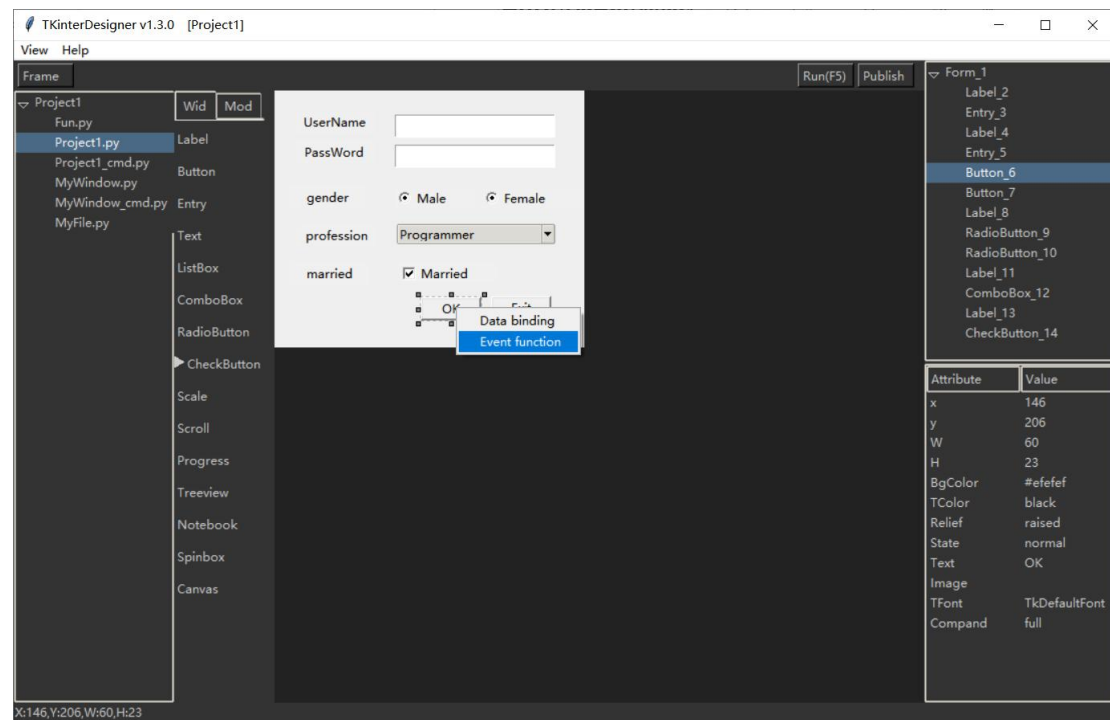 TKinterDesigner v1.3.0 [Project1]
View Help
Frame
Run(F5) Publish
Project1
Fun.py
Project1.py
Project1_cmd.py
MyWindow.py
MyWindow_cmd.py
MyFile.py
Wid Mod
Label
Button
Entry
Text
ListBox
ComboBox
RadioButton
CheckButton
Scale
Scroll
Progress
Treeview
Notebook
Spinbox
Canvas
UserName
PassWord
gender Male Female
profession Programmer
married Married
OK Exit
Data binding
Event function
Form_1
Label_2
Entry_3
Label_4
Entry_5
Button_6
Button_7
Label_8
RadioButton_9
RadioButton_10
Label_11
ComboBox_12
Label_13
CheckButton_14
Attribute Value
x 146
y 206
W 60
H 23
BgColor #efefef
TColor black
Relief raised
State normal
Text OK
Image
TFont TkDefaultFont
Compand full
X:146,Y:206,W:60,H:23